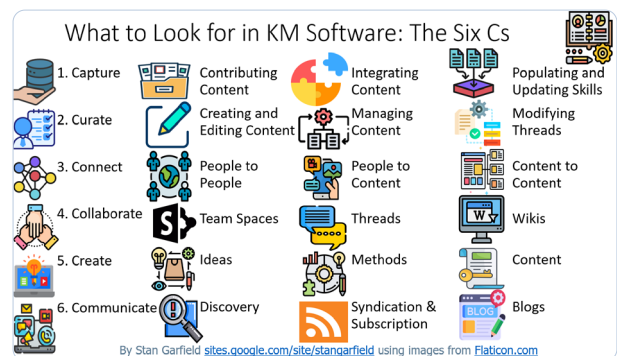 What to Look for in KM Software: The Six Cs
1. Capture
Contributing
Content
Integrating
Content
Populating and
Updating Skills
2. Curate
Creating and
Editing Content
Managing
Content
Modifying
Threads
3. Connect
People to
People
People to
Content
Content to
Content
4. Collaborate
S
Team Spaces
Threads
W
Wikis
5. Create
Ideas
Methods
Content
6. Communicate
Discovery
Syndication &
Subscription
BLOG
Blogs
By Stan Garfield sites.google.com/site/stangarfield using images from Flaticon.com